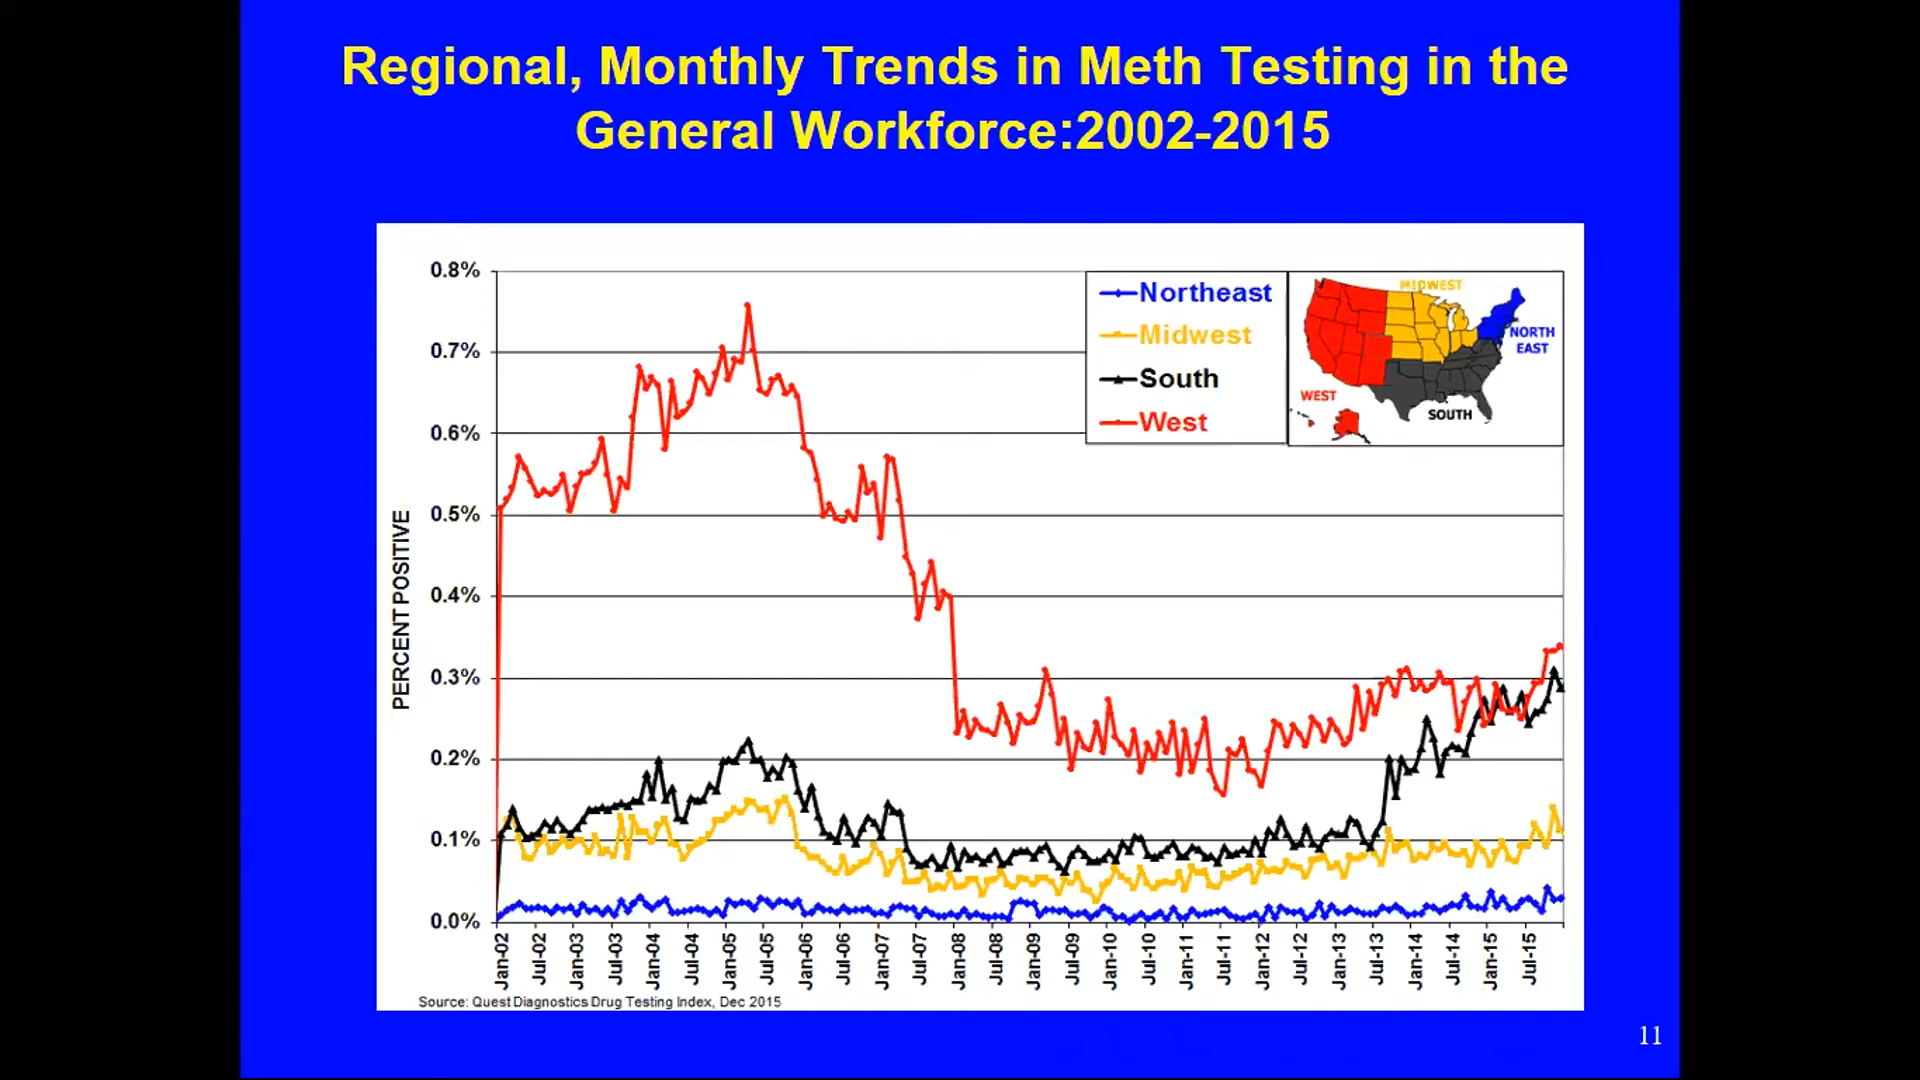 Regional, Monthly Trends in Meth Testing in the
General Workforce:2002-2015
0.8%
0.7%
0.6%
0.5%
0.4%
0.3%
0.2%
0.1%
0.0%
PERCENT POSITIVE
Northeast
Midwest
South
West
MIDWEST
NORTH
EAST
WEST
SOUTH
Jan-02
Jul-02
Jan-03
Jul-03
Jan-04
Jul-04
Jan-05
Jul-05
Jan-06
Jul-06
Jan-07
Jul-07
Jan-08
Jul-08
Jan-09
Jul-09
Jan-10
Jul-10
Jan-11
Jul-11
Jan-12
Jul-12
Jan-13
Jul-13
Jan-14
Jul-14
Jan-15
Jul-15
Source: Quest Diagnostics Drug Testing Index, Dec 2015
11